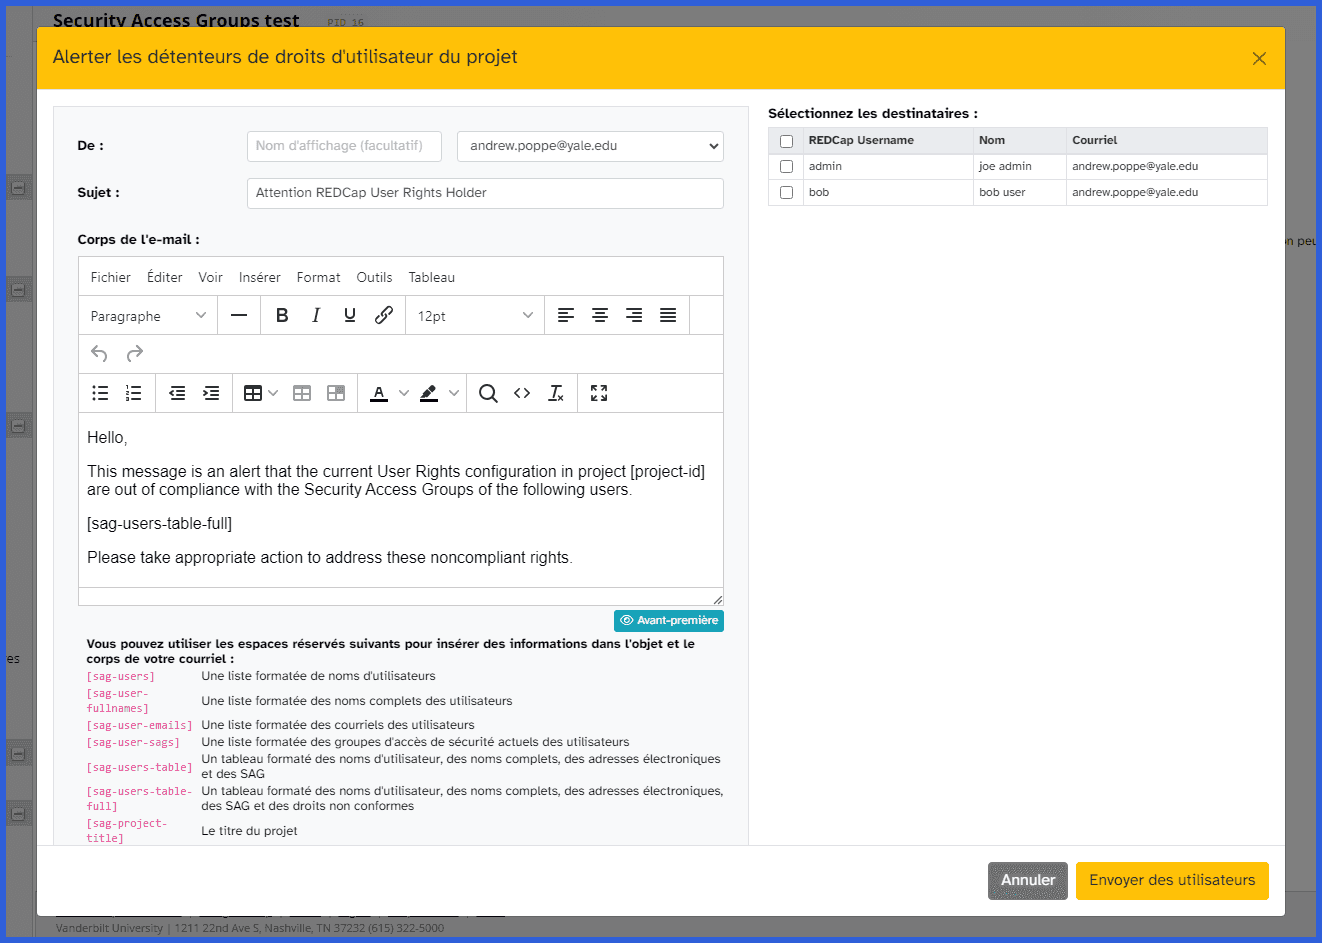 Security Access Groups test PID 16
Alerter les détenteurs de droits d'utilisateur du projet
De :
Nom d'affichage (facultatif)
andrew.poppe@yale.edu
Sujet :
Attention REDCap User Rights Holder
Corps de l'e-mail :
Fichier Éditer Voir Insérer Format Outils Tableau
Paragraphe
12pt
Hello,
This message is an alert that the current User Rights configuration in project [project-id]
are out of compliance with the Security Access Groups of the following users.
[sag-users-table-full]
Please take appropriate action to address these noncompliant rights.
Avant-première
Vous pouvez utiliser les espaces réservés suivants pour insérer des informations dans l'objet et le
corps de votre courriel :
[sag-users] Une liste formatée de noms d'utilisateurs
[sag-user-
fullnames] Une liste formatée des noms complets des utilisateurs
[sag-user-emails] Une liste formatée des courriels des utilisateurs
[sag-user-sags] Une liste formatée des groupes d'accès de sécurité actuels des utilisateurs
[sag-users-table] Un tableau formaté des noms d'utilisateur, des noms complets, des adresses électroniques
et des SAG
[sag-users-table-
full] Un tableau formaté des noms d'utilisateur, des noms complets, des adresses électroniques,
des SAG et des droits non conformes
[sag-project-
title] Le titre du projet
Sélectionnez les destinataires :
REDCap Username Nom Courriel
admin joe admin andrew.poppe@yale.edu
bob bob user andrew.poppe@yale.edu
Annuler
Envoyer des utilisateurs
Vanderbilt University | 1211 22nd Ave S, Nashville, TN 37232 (615) 322-5000